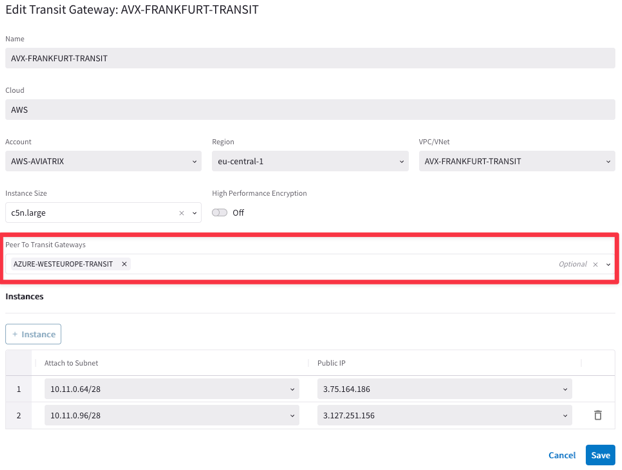 Edit Transit Gateway: AVX-FRANKFURT-TRANSIT
Name
AVX-FRANKFURT-TRANSIT
Cloud
AWS
Account Region VPC/VNet
AWS-AVIATRIX eu-central-1 AVX-FRANKFURT-TRANSIT
Instance Size High Performance Encryption
c5n.large Off
Peer To Transit Gateways
AZURE-WESTEUROPE-TRANSIT Optional
Instances
+ Instance
Attach to Subnet Public IP
1 10.11.0.64/28 3.75.164.186
2 10.11.0.96/28 3.127.251.156
Cancel Save